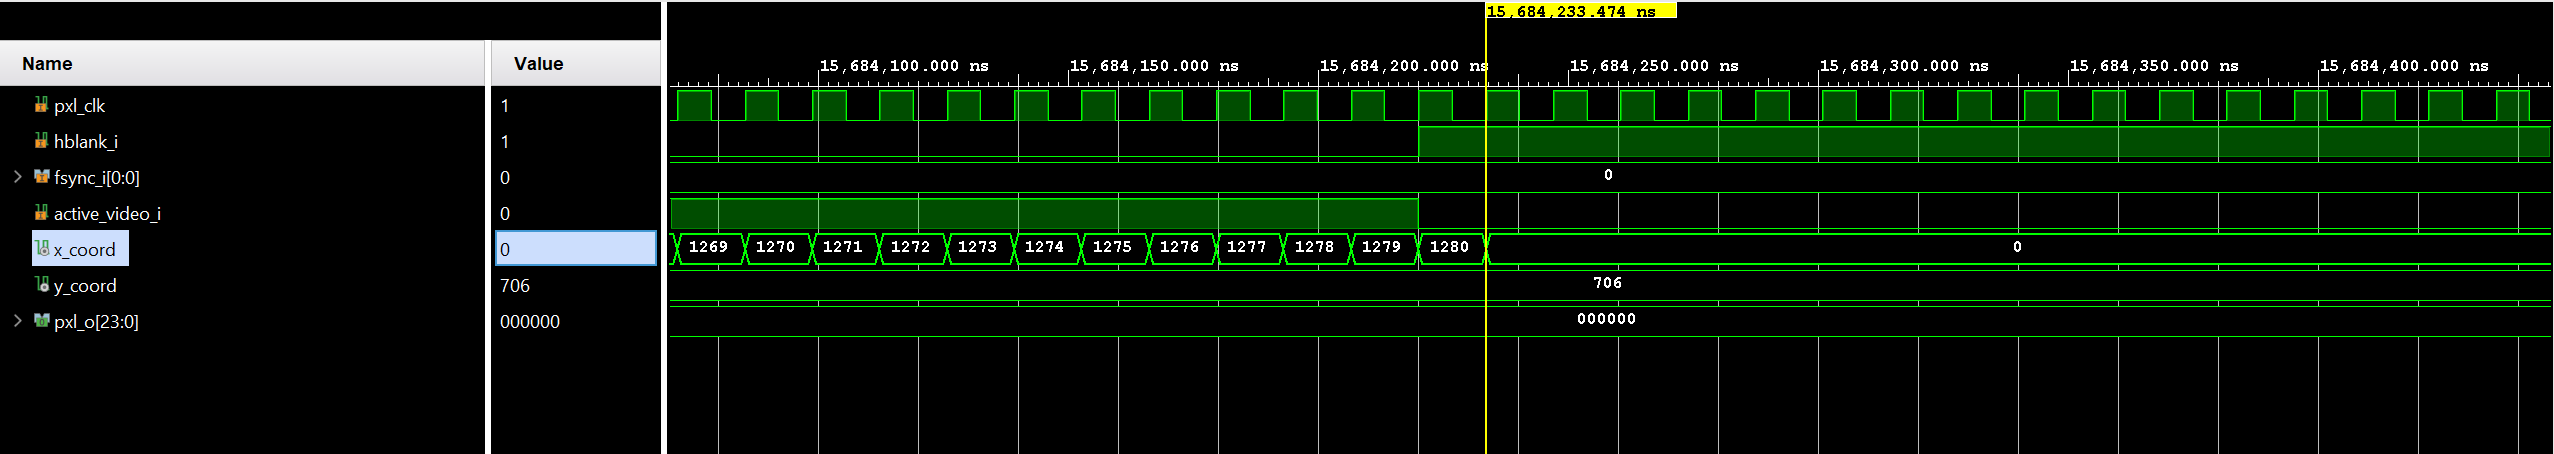 15,684,233.474 ns
Name Value
15,684,100.000 ns 15,684,150.000 ns 15,684,200.000 ns 15,684,250.000 ns 15,684,300.000 ns 15,684,350.000 ns 15,684,400.000 ns
pxl_clk 1
hblank_i 1
fsync_i[0:0] 0 0
active_video_i 0
x_coord 0 1269 1270 1271 1272 1273 1274 1275 1276 1277 1278 1279 1280 0
y_coord 706 706
pxl_o[23:0] 000000 000000